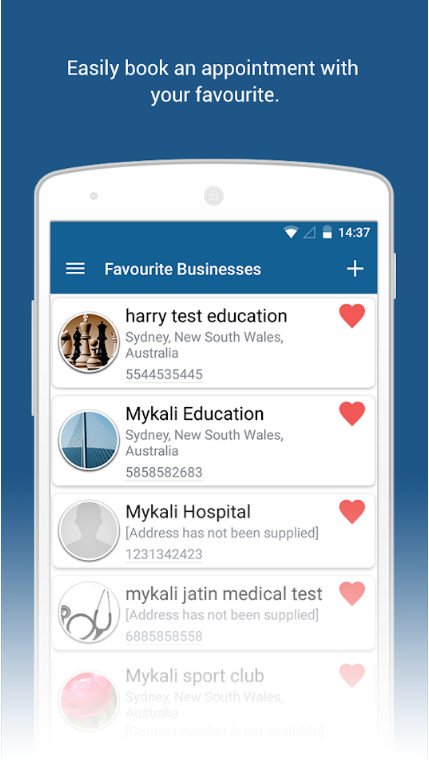 Easily book an appointment with
your favourite.
14:37
Favourite Businesses
harry test education
Sydney, New South Wales,
Australia
5544535445
Mykali Education
Sydney, New South Wales,
Australia
5858582683
Mykali Hospital
[Address has not been supplied]
1231342423
mykali jatin medical test
[Address has not been supplied]
6885858558
Mykali sport club
Sydney, New South Wales,
Australia
[Contact number is not available]